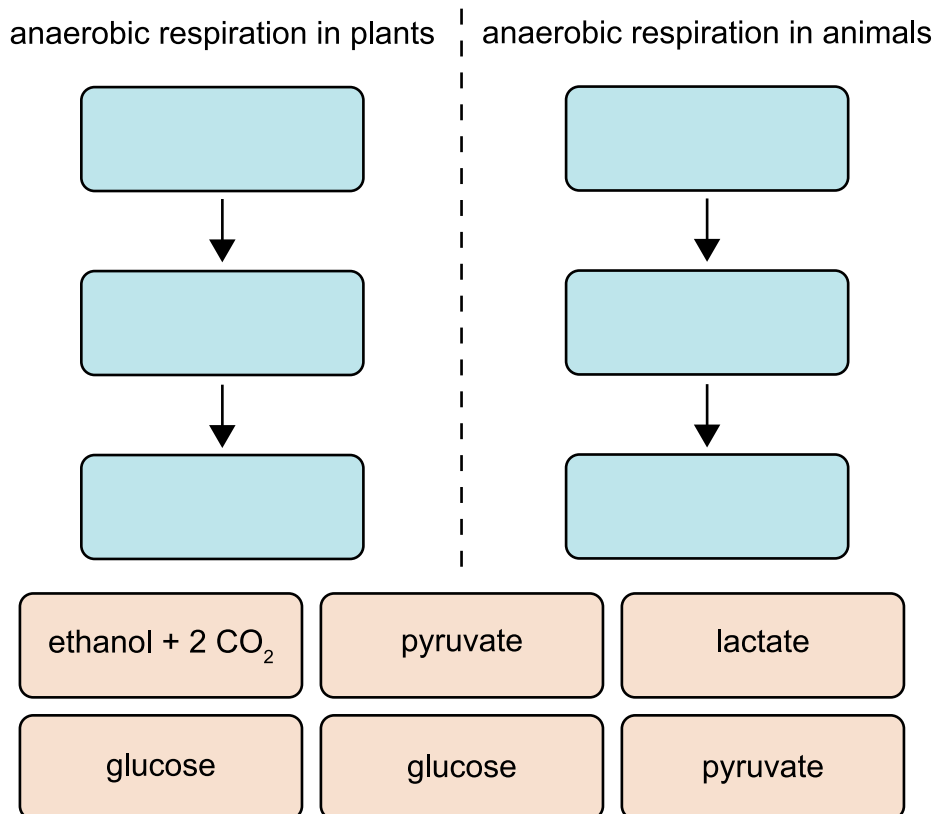 anaerobic respiration in plants
anaerobic respiration in animals
ethanol + 2 CO₂
pyruvate
lactate
glucose
glucose
pyruvate